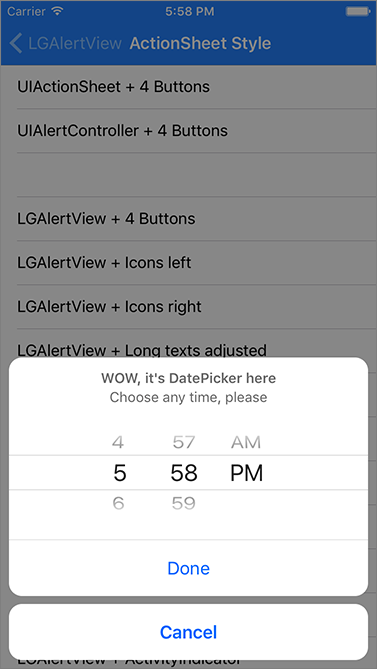 Carrier 5:58 PM
LGAlertView ActionSheet Style
UIActionSheet + 4 Buttons
UIAlertController + 4 Buttons
LGAlertView + 4 Buttons
LGAlertView + Icons left
LGAlertView + Icons right
LGAlertView + Long texts adjusted
WOW, it's DatePicker here
Choose any time, please
4 57 AM
5 58 PM
6 59
Done
Cancel
LGAlertView + ActivityIndicator